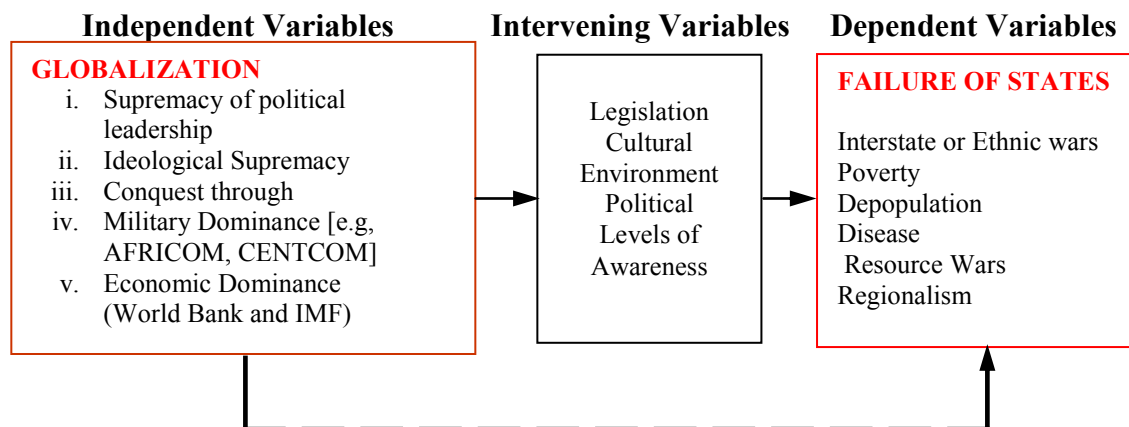 Independent Variables
GLOBALIZATION
i. Supremacy of political
leadership
ii. Ideological Supremacy
iii. Conquest through
iv. Military Dominance [e.g,
AFRICOM, CENTCOM]
v. Economic Dominance
(World Bank and IMF)
Intervening Variables
Legislation
Cultural
Environment
Political
Levels of
Awareness
Dependent Variables
FAILURE OF STATES
Interstate or Ethnic wars
Poverty
Depopulation
Disease
Resource Wars
Regionalism